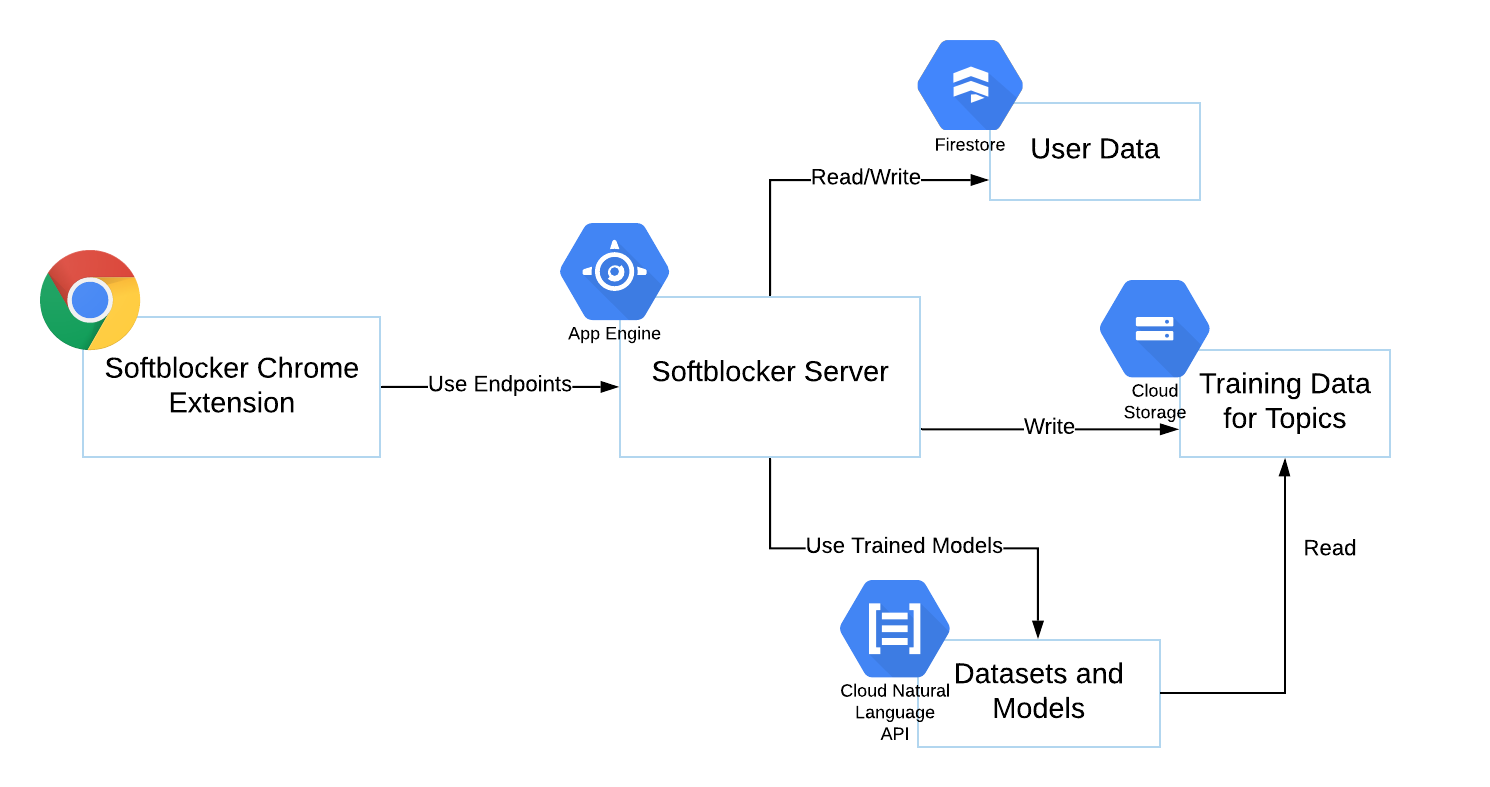 Firestore
User Data
Read/Write
App Engine
Softblocker Chrome
Extension
Use Endpoints
Softblocker Server
Cloud
Storage
Training Data
for Topics
Write
Use Trained Models
Read
Cloud Natural
Language
API
Datasets and
Models